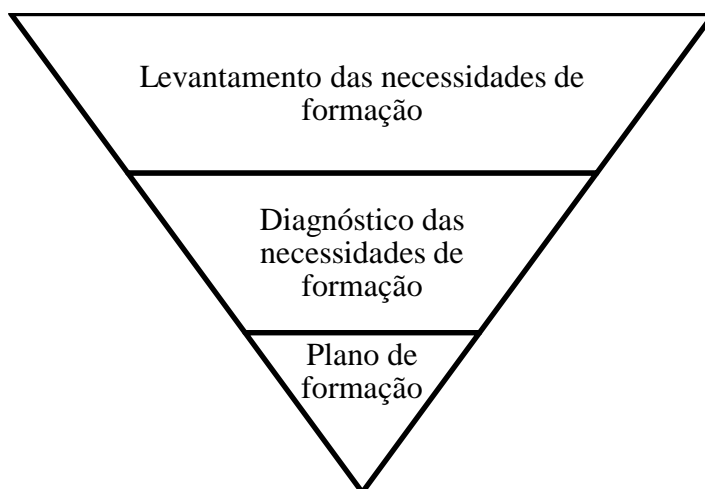 Levantamento das necessidades de
formação
Diagnóstico das
necessidades de
formação
Plano de
formação